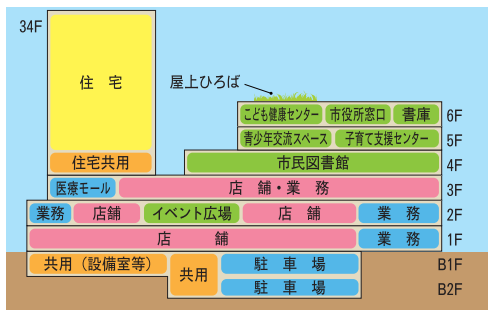 34F
住宅
屋上ひろば
こども健康センター 市役所窓口 書庫 6F
青少年交流スペース 子育て支援センター 5F
住宅共用 市民図書館 4F
医療モール 店舗・業務 3F
業務 店舗 イベント広場 店舗 業務 2F
店舗 業務 1F
共用（設備室等） 共用 駐車場 B1F
駐車場 B2F